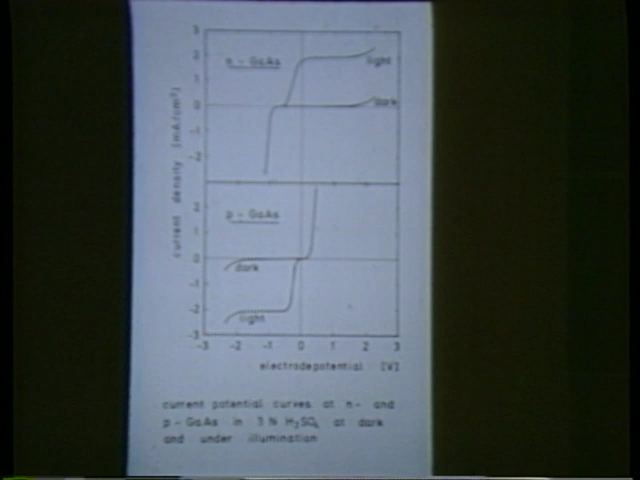 n - GaAs
light
dark
current density [mA/cm²]
p - GaAs
dark
light
-3 -2 -1 0 1 2 3
electrodepotential [V]
current potential curves at n- and
p - GaAs in 3 N H₂SO₄ at dark
and under illumination